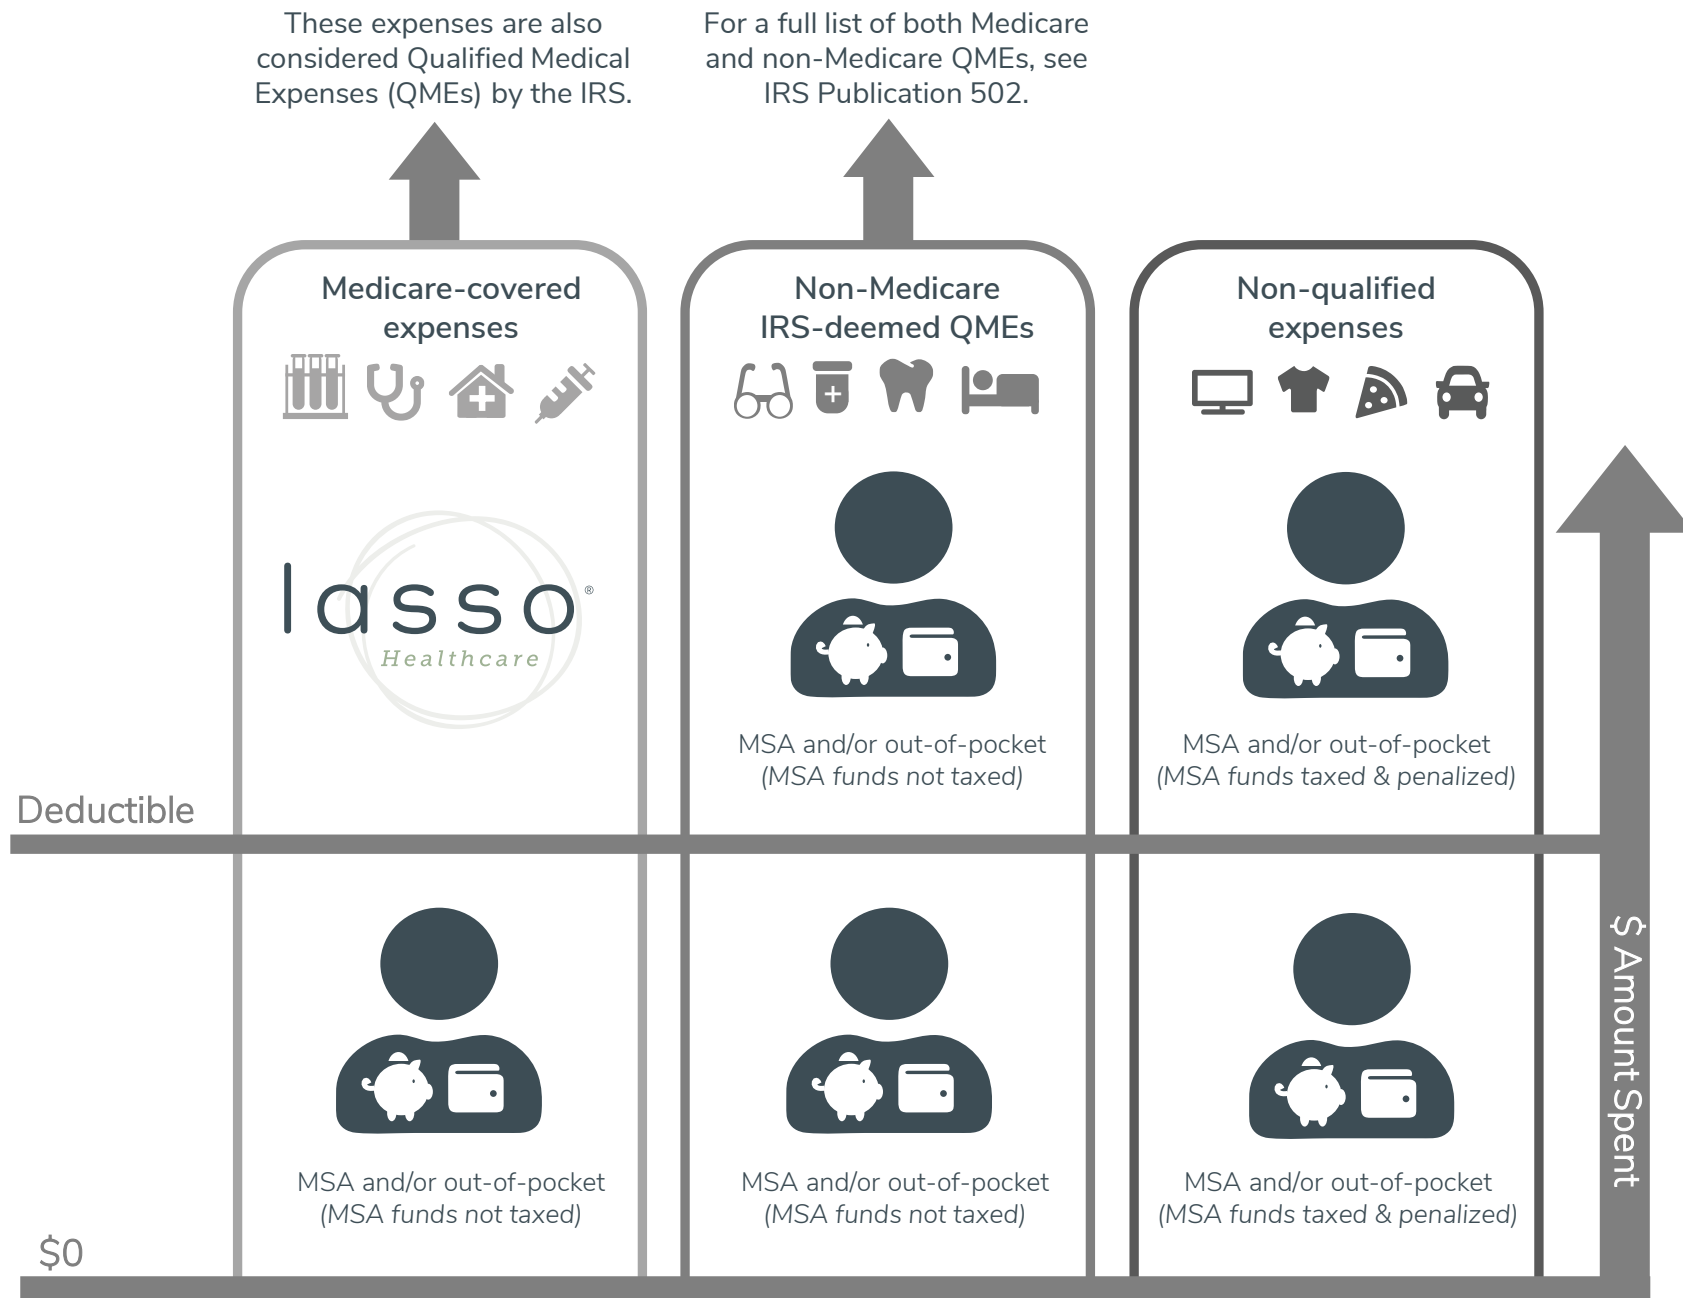 These expenses are also
considered Qualified Medical
Expenses (QMEs) by the IRS.
For a full list of both Medicare
and non-Medicare QMEs, see
IRS Publication 502.
Medicare-covered
expenses
Non-Medicare
IRS-deemed QMEs
Non-qualified
expenses
lasso®
Healthcare
MSA and/or out-of-pocket
(MSA funds not taxed)
MSA and/or out-of-pocket
(MSA funds taxed & penalized)
Deductible
MSA and/or out-of-pocket
(MSA funds not taxed)
MSA and/or out-of-pocket
(MSA funds not taxed)
MSA and/or out-of-pocket
(MSA funds taxed & penalized)
$ Amount Spent
$0